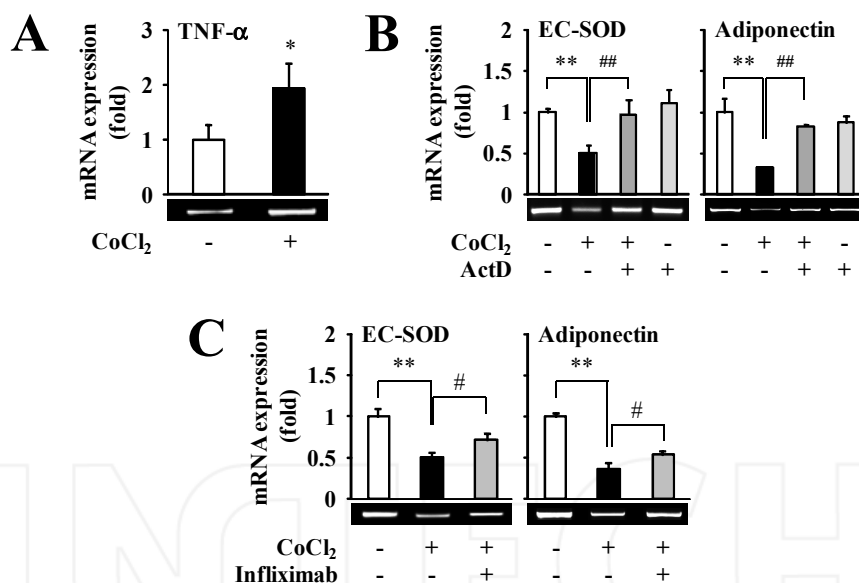 A
TNF-α
mRNA expression
(fold)
3
2
1
0
*
CoCl2 - +
B
EC-SOD
Adiponectin
mRNA expression
(fold)
2
1.5
1
0.5
0
** ##
** ##
CoCl2 - + + - - + + -
ActD - - + + - - + +
C
EC-SOD
Adiponectin
mRNA expression
(fold)
2
1.5
1
0.5
0
** #
** #
CoCl2 - + + - + +
Infliximab - - + - - +
INTECH